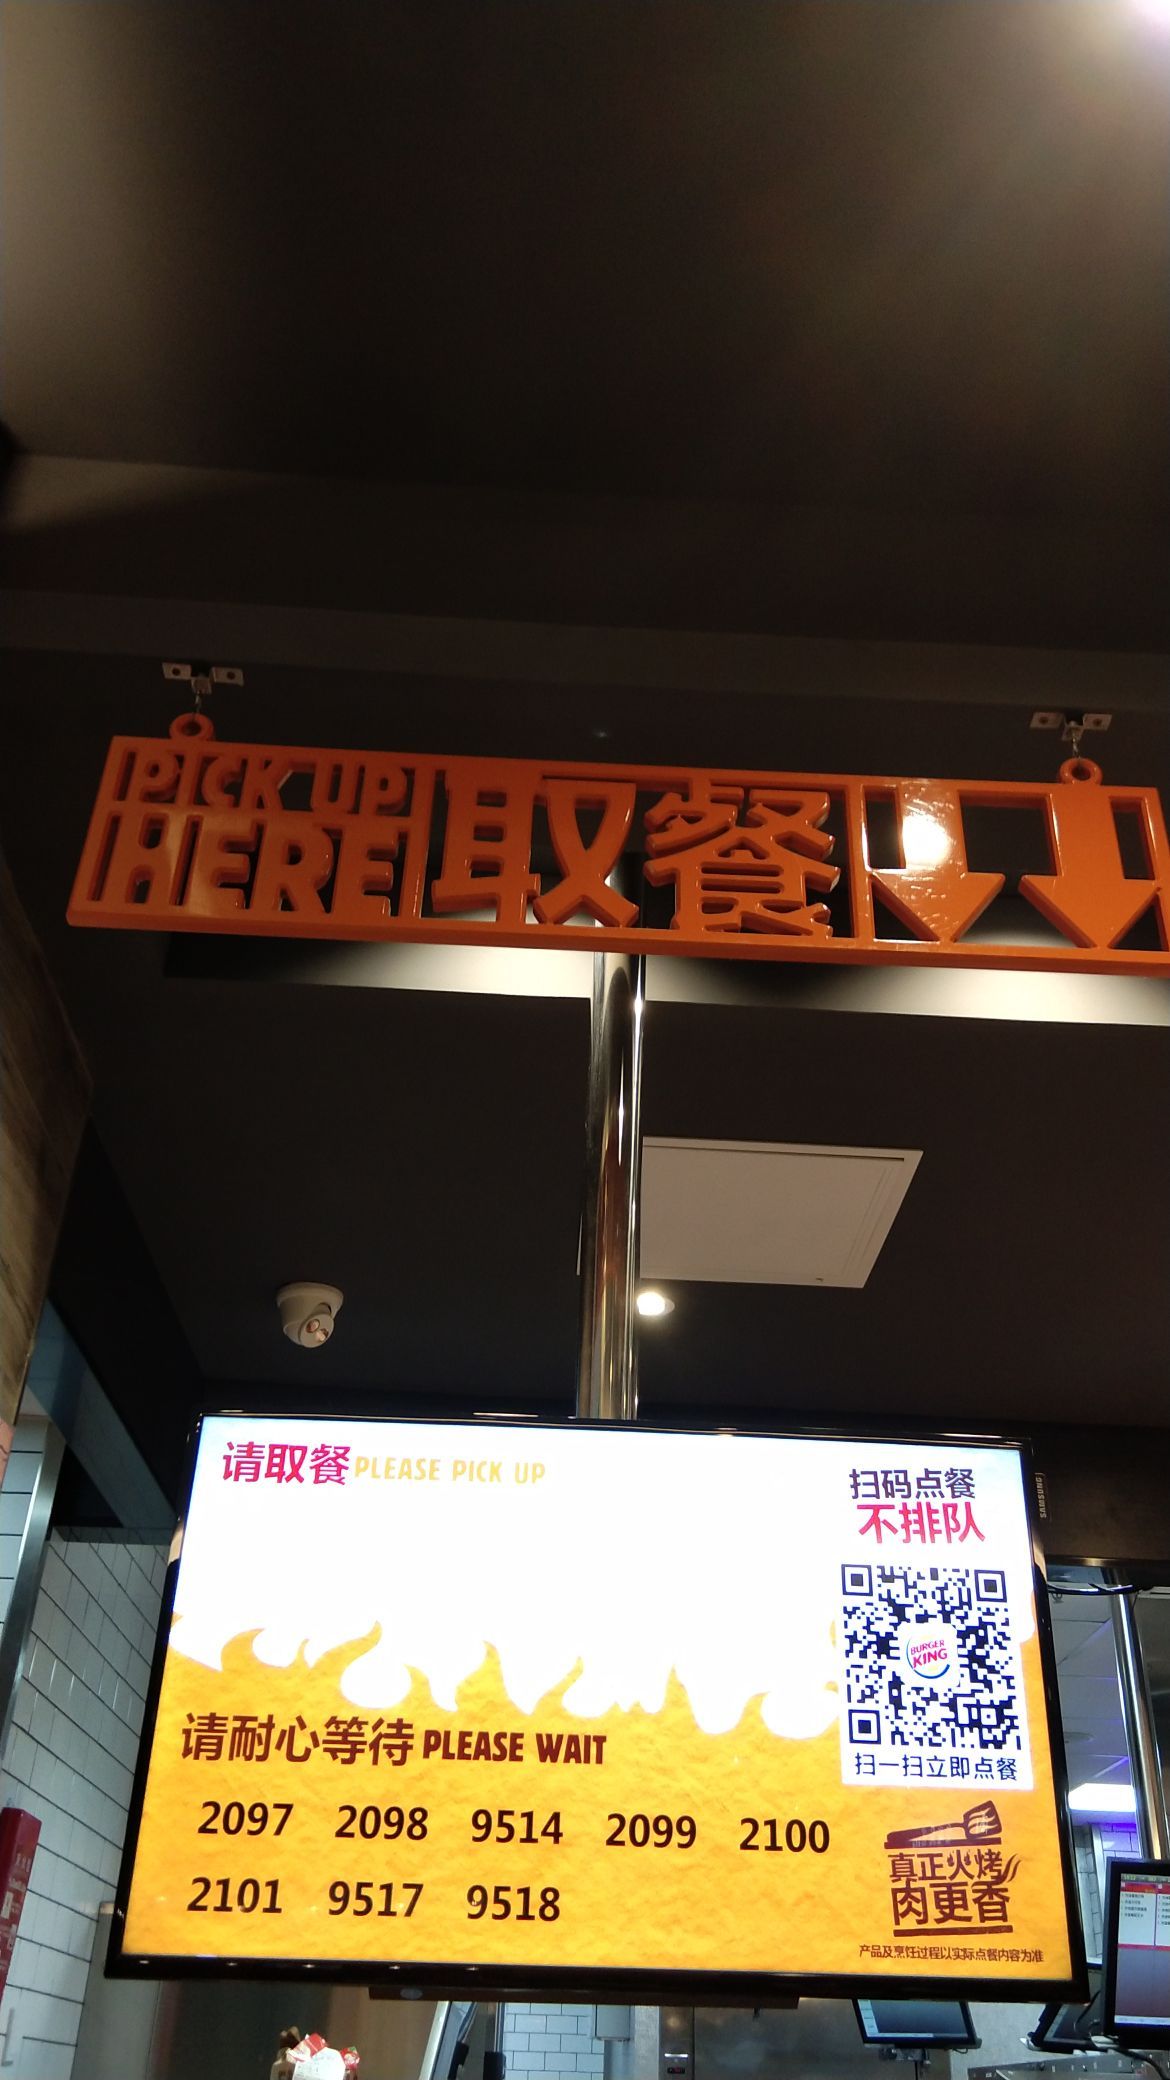 PICK UP
HERE
取餐
请取餐 PLEASE PICK UP
扫码点餐
不排队
SAMSUNG
BURGER
KING
扫一扫立即点餐
请耐心等待 PLEASE WAIT
2097 2098 9514 2099 2100
2101 9517 9518
真正火烤
肉更香
产品及烹饪过程以实际点餐内容为准